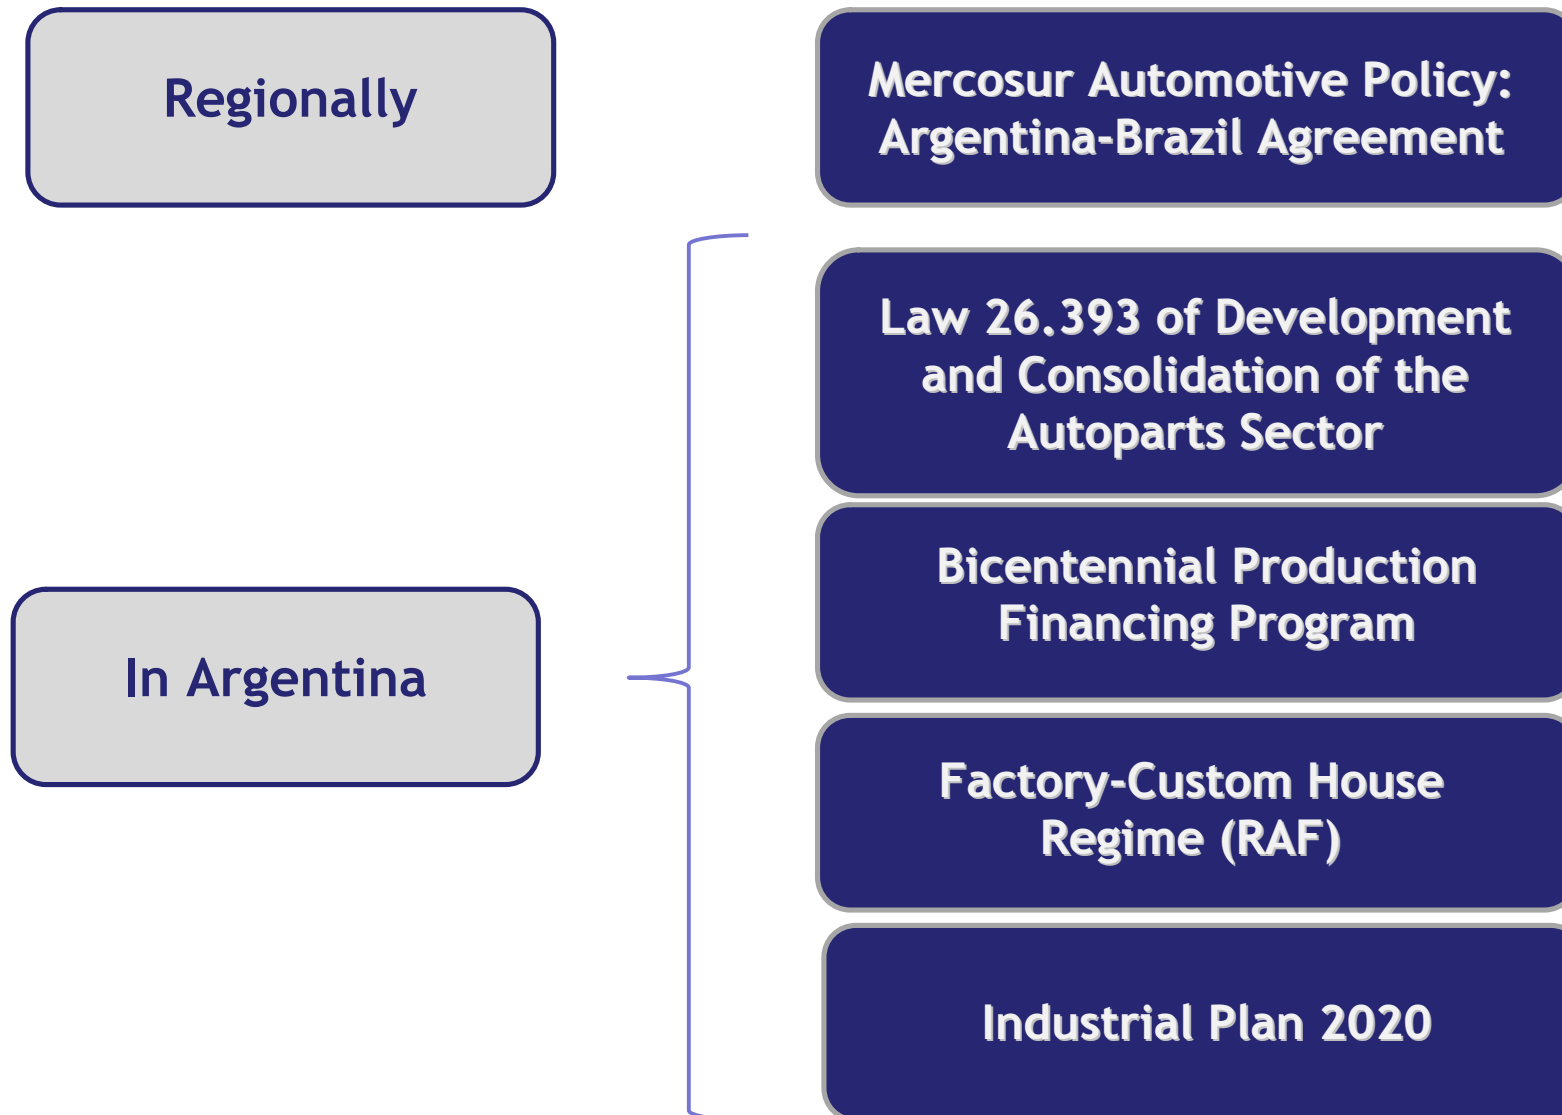 Regionally
Mercosur Automotive Policy:
Argentina-Brazil Agreement
In Argentina
Law 26.393 of Development
and Consolidation of the
Autoparts Sector
Bicentennial Production
Financing Program
Factory-Custom House
Regime (RAF)
Industrial Plan 2020